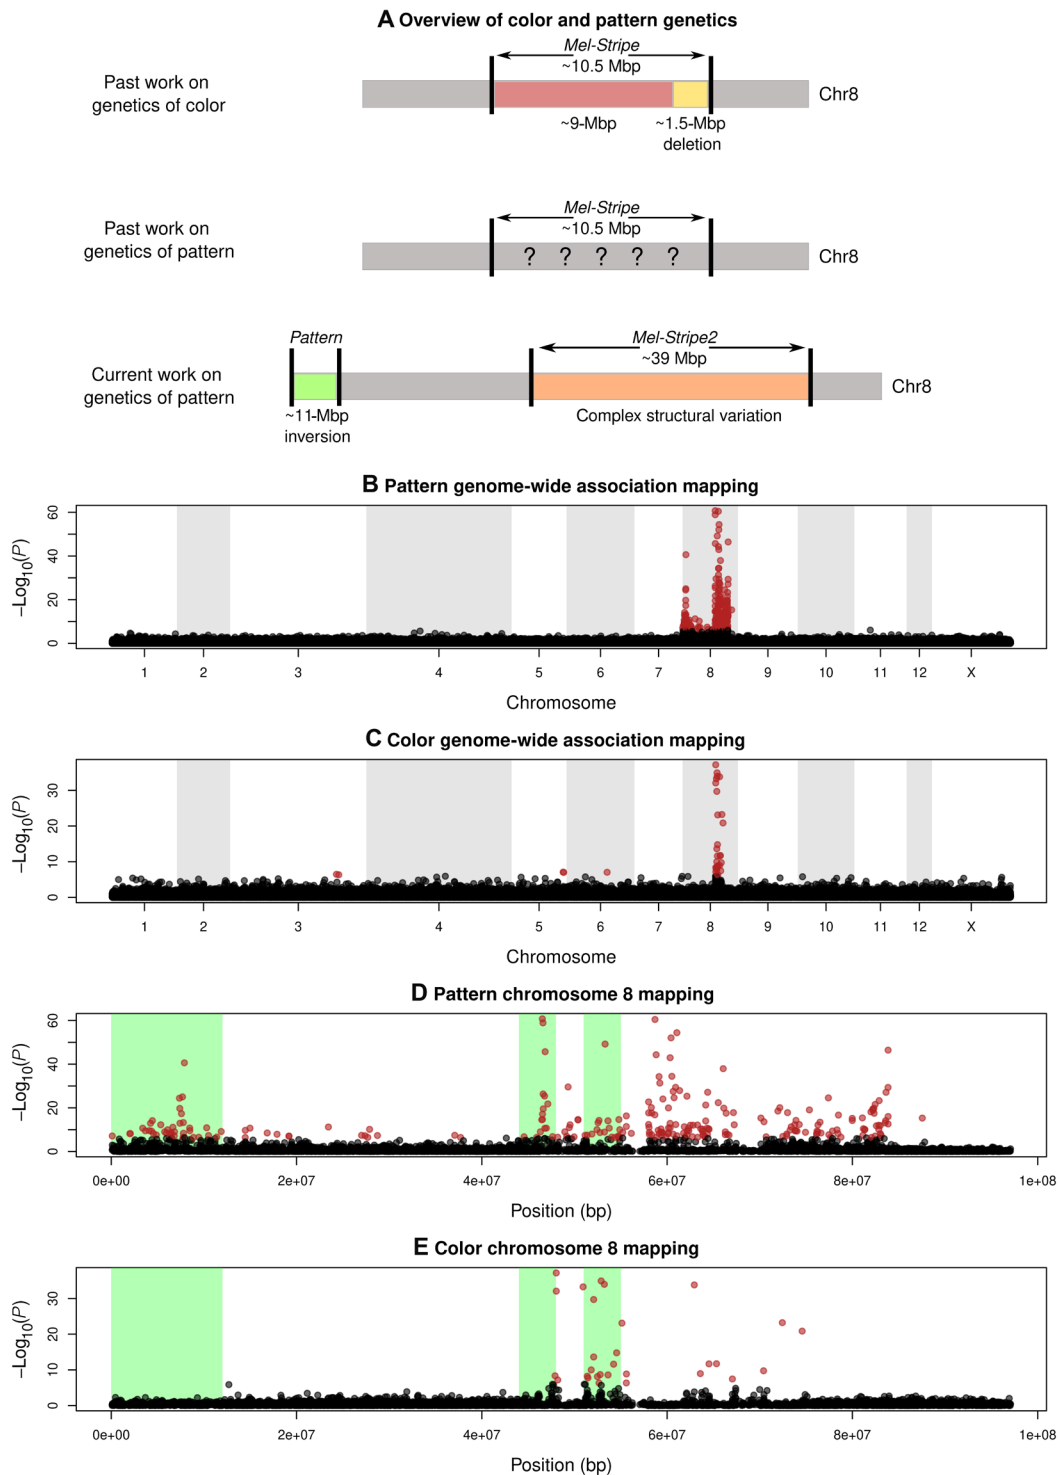 A Overview of color and pattern genetics
Past work on
genetics of color
Mel-Stripe
~10.5 Mbp
Chr8
~9-Mbp
~1.5-Mbp
deletion
Past work on
genetics of pattern
Mel-Stripe
~10.5 Mbp
? ? ? ? ?
Chr8
Current work on
genetics of pattern
Pattern
Mel-Stripe2
~39 Mbp
Chr8
~11-Mbp
inversion
Complex structural variation
B Pattern genome-wide association mapping
−Log10(P)
60
40
20
0
1 2 3 4 5 6 7 8 9 10 11 12 X
Chromosome
C Color genome-wide association mapping
−Log10(P)
30
20
10
0
1 2 3 4 5 6 7 8 9 10 11 12 X
Chromosome
D Pattern chromosome 8 mapping
−Log10(P)
60
40
20
0
0e+00 2e+07 4e+07 6e+07 8e+07 1e+08
Position (bp)
E Color chromosome 8 mapping
−Log10(P)
30
20
10
0
0e+00 2e+07 4e+07 6e+07 8e+07 1e+08
Position (bp)